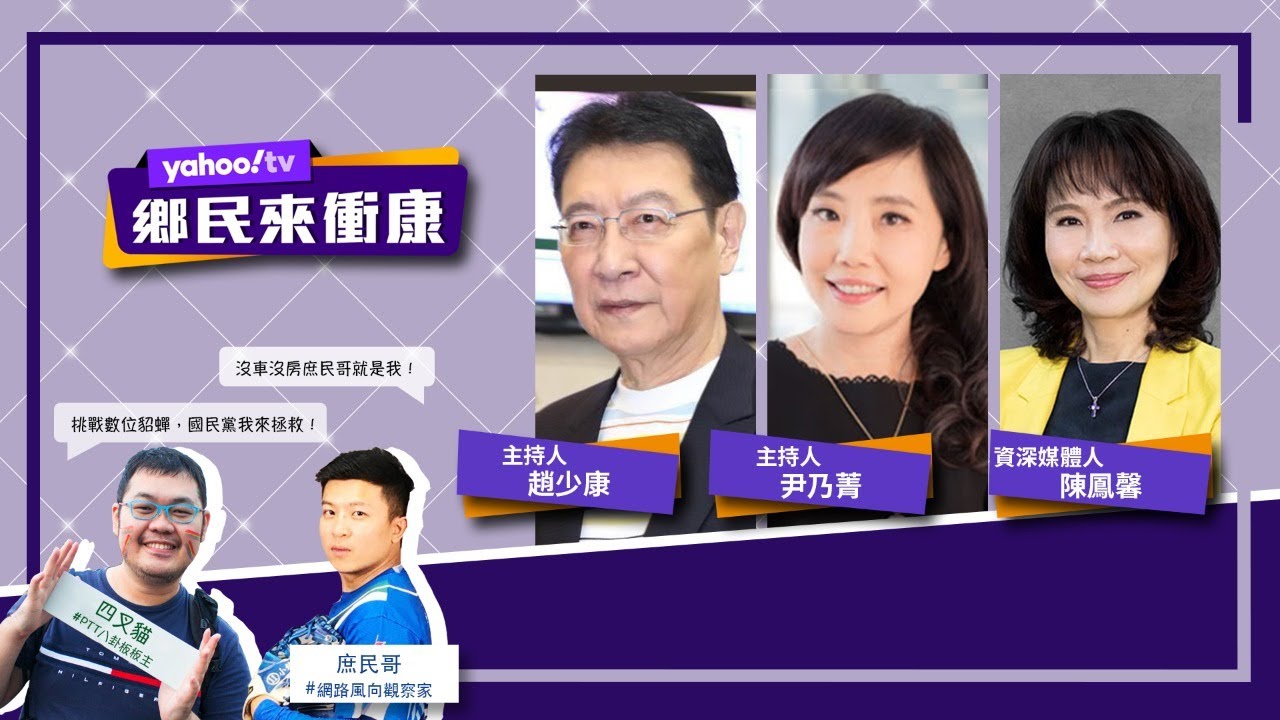 yahoo!tv
鄉民來衝康
沒車沒房庶民哥就是我！
挑戰數位貂蟬，國民黨我來拯救！
主持人
趙少康
主持人
尹乃菁
資深媒體人
陳鳳馨
四叉貓
#PTT八卦板板主
TOM
HILFIGER
庶民哥
#網路風向觀察家